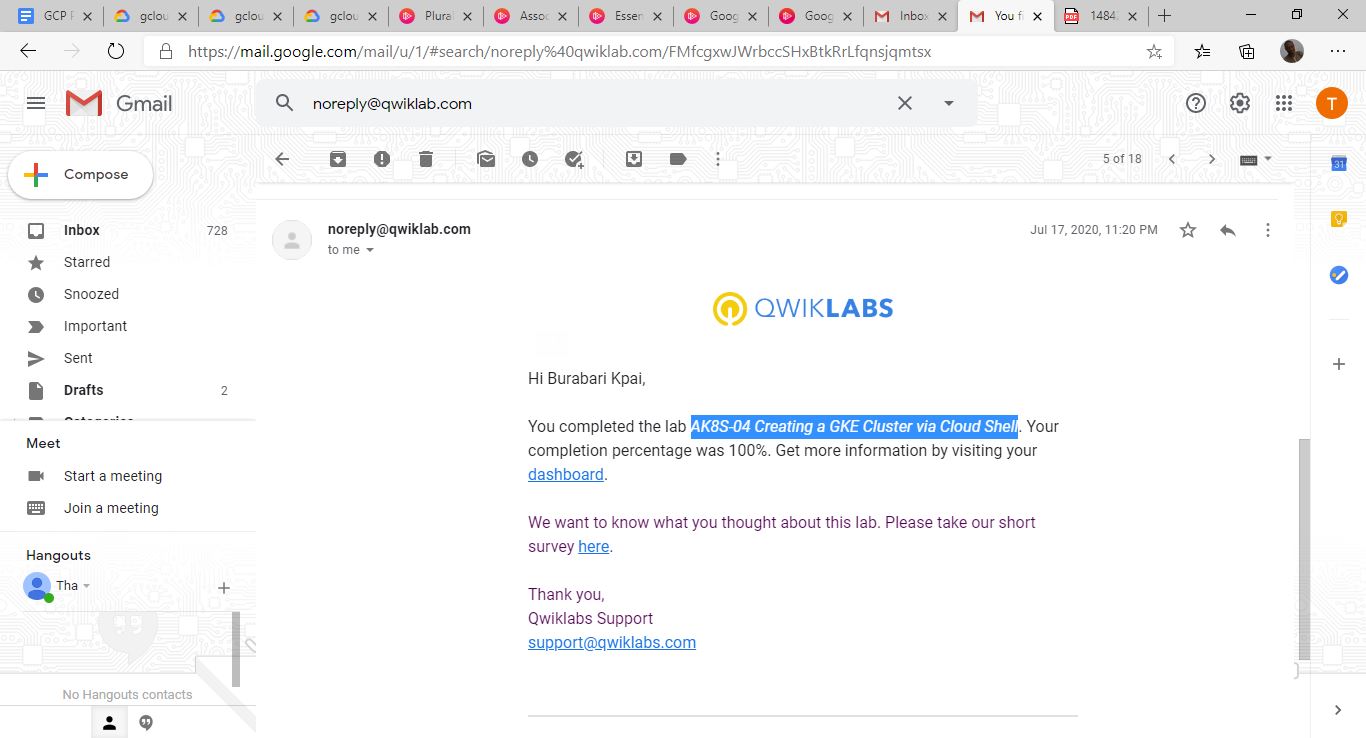 GCP F
gclou
gclou
gclou
Plural
Assoc
Essen
Goog
Goog
Inbox
You fi
1484
https://mail.google.com/mail/u/1/#search/noreply%40qwiklab.com/FMfcgxwJWrbccSHxBtkRrLfqnsjqmtsx
Gmail
noreply@qwiklab.com
T
Compose
5 of 18
31
Inbox 728
Starred
Snoozed
Important
Sent
Drafts 2
Categories
Meet
Start a meeting
Join a meeting
Hangouts
Tha
No Hangouts contacts
noreply@qwiklab.com
to me
Jul 17, 2020, 11:20 PM
QWIKLABS
Hi Burabari Kpai,
You completed the lab AK8S-04 Creating a GKE Cluster via Cloud Shell. Your
completion percentage was 100%. Get more information by visiting your
dashboard.
We want to know what you thought about this lab. Please take our short
survey here.
Thank you,
Qwiklabs Support
support@qwiklabs.com